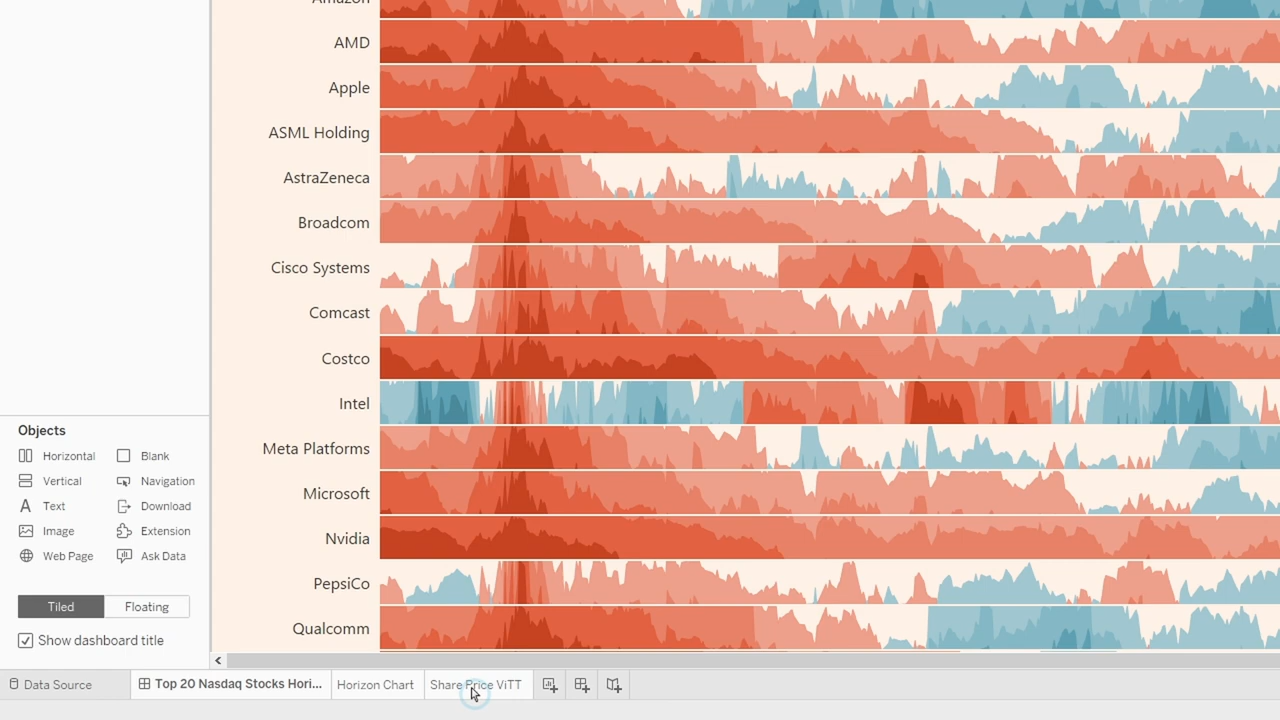 Amazon
AMD
Apple
ASML Holding
AstraZeneca
Broadcom
Cisco Systems
Comcast
Costco
Intel
Meta Platforms
Microsoft
Nvidia
PepsiCo
Qualcomm
Objects
Horizontal Blank
Vertical Navigation
Text Download
Image Extension
Web Page Ask Data
Tiled Floating
Show dashboard title
Data Source Top 20 Nasdaq Stocks Hori... Horizon Chart Share Price ViTT